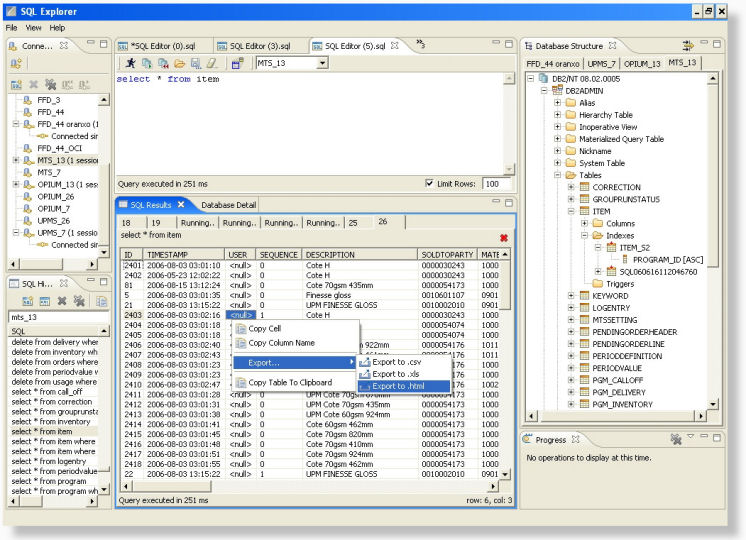 SQL Explorer
File View Help
Conne...
FFD_3
FFD_44
FFD_44 oranxo (1
Connected sir
FFD_44_OCI
MTS_13 (1 session
MTS_7
OPIUM_13 (1 sess
OPIUM_26
OPIUM_7
UPMS_26
UPMS_7 (1 sessio
Connected sir
SQL Hi...
mts_13
SQL
delete from delivery wher
delete from inventory wh
delete from orders where
delete from periodvalue v
delete from usage where
select * from call_off
select * from correction
select * from grouprunsta
select * from inventory
select * from item
select * from item where
select * from item where
select * from logentry
select * from periodvalue
select * from program
select * from program wh
*SQL Editor (0).sql
SQL Editor (3).sql
SQL Editor (5).sql
»3
MTS_13
select * from item
Query executed in 251 ms
Limit Rows: 100
SQL Results
Database Detail
18 19 Running.. Running.. Running.. Running.. 25 26
select * from item
ID TIMESTAMP USER SEQUENCE DESCRIPTION SOLDTOPARTY MATE
2401 2006-08-03 03:01:10 <null> 0 Cote H 0000030243 1000
2402 2006-05-23 12:02:22 <null> 0 Cote H 0000030243 1000
81 2006-08-15 13:12:24 <null> 0 Cote 70gsm 435mm 0000054173 1000
5 2006-08-03 03:01:35 <null> 0 Finesse gloss 0010601107 0901
21 2006-08-03 13:15:22 <null> 0 UPM FINESSE GLOSS 0010002010 0901
2403 2006-08-03 03:02:16 <null> 1 Cote H 0000030243 1000
2404 2006-08-03 03:01:18 0000054074 1000
2405 2006-08-03 03:01:18 0000054074 1000
2406 2006-08-03 03:02:40 922mm 0000054176 1011
2407 2006-08-03 03:02:43 0000054173 1011
2408 2006-08-03 03:01:23
2409 2006-08-03 03:01:23
2410 2006-08-03 03:02:47
2411 2006-08-03 03:01:28 <null> 0 UPM Cote 70gsm 870mm 0000054173 1000
2412 2006-08-03 03:01:31 <null> 0 UPM Cote 70gsm 435mm 0000054173 1000
2413 2006-08-03 03:01:38 <null> 0 UPM Cote 60gsm 924mm 0000054173 1000
2414 2006-08-03 03:01:41 <null> 0 Cote 60gsm 462mm 0000054173 1000
2415 2006-08-03 03:01:45 <null> 0 Cote 70gsm 820mm 0000054173 1000
2416 2006-08-03 03:01:48 <null> 0 Cote 70gsm 410mm 0000054173 1000
2417 2006-08-03 03:01:51 <null> 0 Cote 70gsm 924mm 0000054173 1000
2418 2006-08-03 03:01:55 <null> 0 Cote 70gsm 462mm 0000054173 1000
22 2006-08-03 13:15:22 <null> 1 UPM FINESSE GLOSS 0010002010 0901
Copy Cell
Copy Column Name
Export...
Copy Table To Clipboard
Export to .csv
Export to .xls
Export to .html
Query executed in 251 ms
row: 6, col: 3
Database Structure
FFD_44 oranxo UPMS_7 OPIUM_13 MTS_13
DB2/NT 08.02.0005
DB2ADMIN
Alias
Hierarchy Table
Inoperative View
Materialized Query Table
Nickname
System Table
Tables
CORRECTION
GROUPRUNSTATUS
ITEM
Columns
Indexes
ITEM_S2
PROGRAM_ID [ASC]
SQL060616112046760
Triggers
KEYWORD
LOGENTRY
MTSSETTING
PENDINGORDERHEADER
PENDINGORDERLINE
PERIODDEFINITION
PERIODVALUE
PGM_CALLOFF
PGM_DELIVERY
PGM_INVENTORY
Progress
No operations to display at this time.